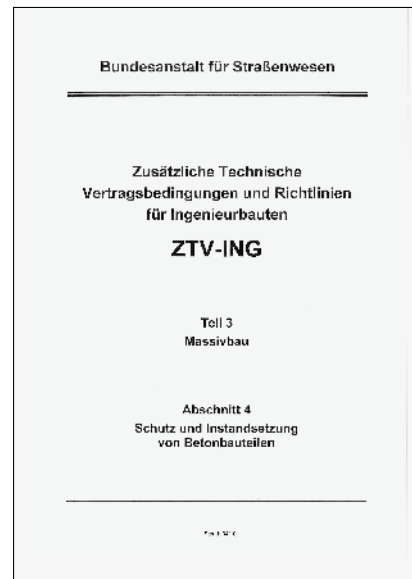 Bundesanstalt für Straßenwesen
Zusätzliche Technische
Vertragsbedingungen und Richtlinien
für Ingenieurbauten
ZTV-ING
Teil 3
Massivbau
Abschnitt 4
Schutz und Instandsetzung
von Betonbauteilen